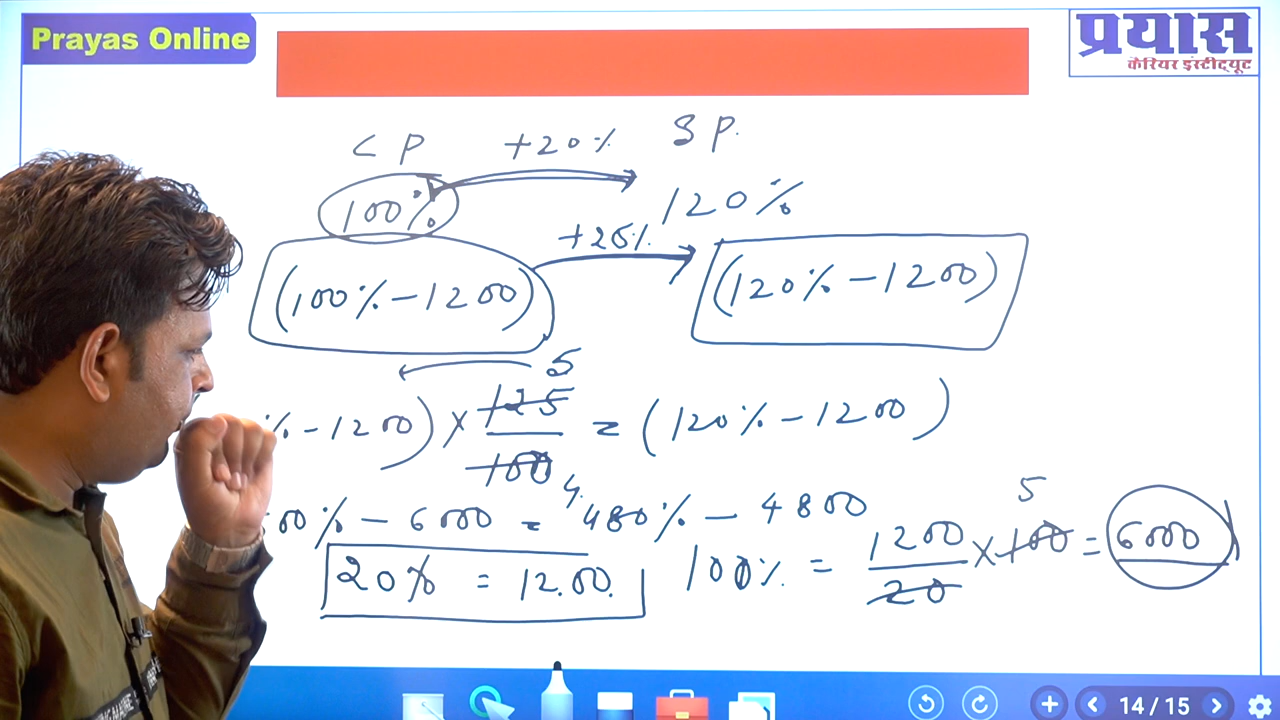 Prayas Online
प्रयास
केरियर इंस्टीट्यूट
CP +20% SP.
100% 120%
+25%
(100%-1200) (120%-1200)
5
%-1200) × 125/100 = (120%-1200)
4
00% - 6000 = 480% - 4800
5
20% = 1200. 100% = 1200/20 × 100 = 6000
14 / 15